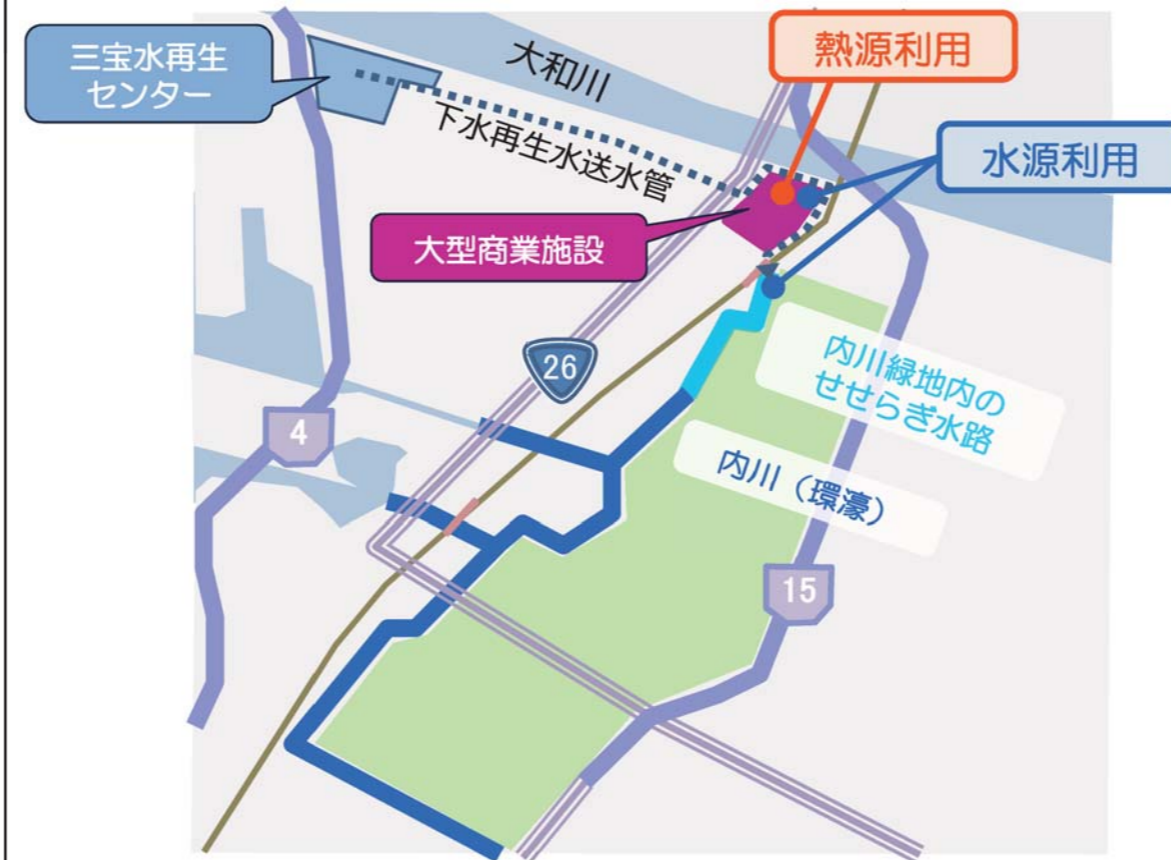 三宝水再生
センター
大和川
熱源利用
下水再生水送水管
水源利用
大型商業施設
26
内川緑地内の
せせらぎ水路
4
内川（環濠）
15